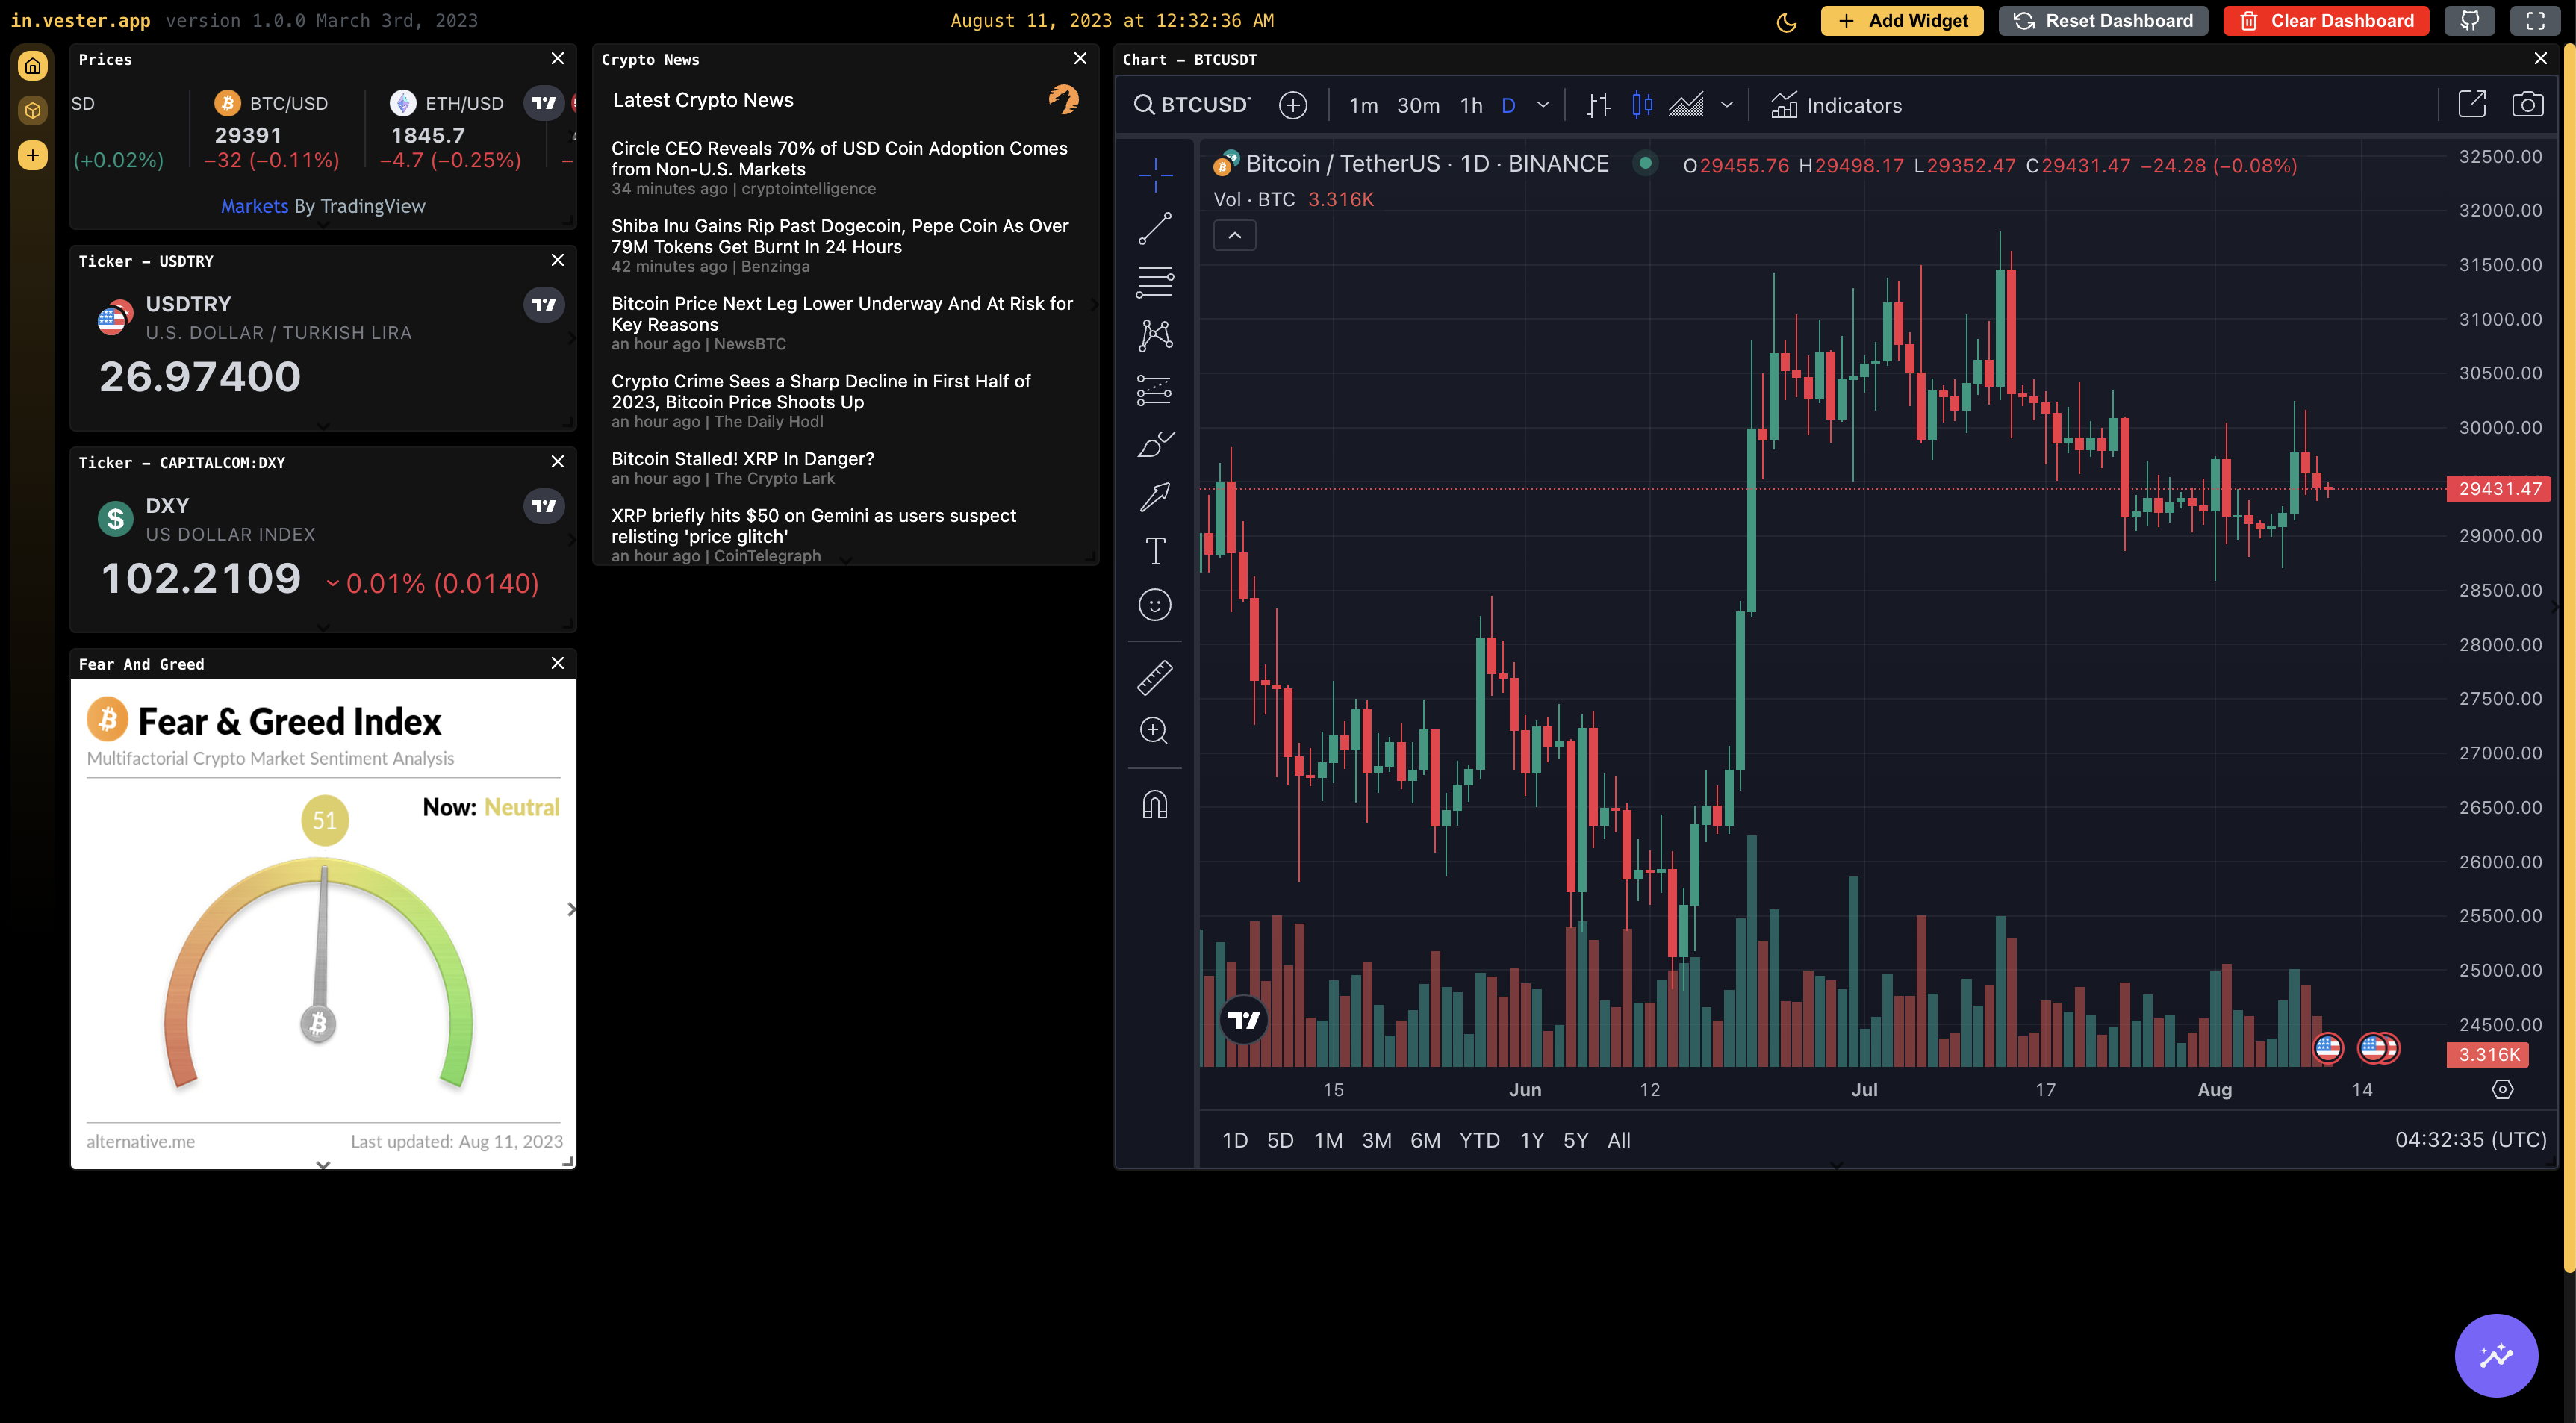 in.vester.app version 1.0.0 March 3rd, 2023
August 11, 2023 at 12:32:36 AM
Add Widget
Reset Dashboard
Clear Dashboard
Prices
SD
(+0.02%)
BTC/USD
29391
−32 (−0.11%)
ETH/USD
1845.7
−4.7 (−0.25%)
Markets By TradingView
Ticker - USDTRY
USDTRY
U.S. DOLLAR / TURKISH LIRA
26.97400
Ticker - CAPITALCOM:DXY
DXY
US DOLLAR INDEX
102.2109 0.01% (0.0140)
Fear And Greed
Fear & Greed Index
Multifactorial Crypto Market Sentiment Analysis
Now: Neutral
51
alternative.me
Last updated: Aug 11, 2023
Crypto News
Latest Crypto News
Circle CEO Reveals 70% of USD Coin Adoption Comes
from Non-U.S. Markets
34 minutes ago | cryptointelligence
Shiba Inu Gains Rip Past Dogecoin, Pepe Coin As Over
79M Tokens Get Burnt In 24 Hours
42 minutes ago | Benzinga
Bitcoin Price Next Leg Lower Underway And At Risk for
Key Reasons
an hour ago | NewsBTC
Crypto Crime Sees a Sharp Decline in First Half of
2023, Bitcoin Price Shoots Up
an hour ago | The Daily Hodl
Bitcoin Stalled! XRP In Danger?
an hour ago | The Crypto Lark
XRP briefly hits $50 on Gemini as users suspect
relisting 'price glitch'
an hour ago | CoinTelegraph
Chart - BTCUSDT
BTCUSDT 1m 30m 1h D Indicators
Bitcoin / TetherUS · 1D · BINANCE O29455.76 H29498.17 L29352.47 C29431.47 −24.28 (−0.08%)
Vol · BTC 3.316K
32500.00
32000.00
31500.00
31000.00
30500.00
30000.00
29431.47
29000.00
28500.00
28000.00
27500.00
27000.00
26500.00
26000.00
25500.00
25000.00
24500.00
3.316K
15 Jun 12 Jul 17 Aug 14
1D 5D 1M 3M 6M YTD 1Y 5Y All
04:32:35 (UTC)